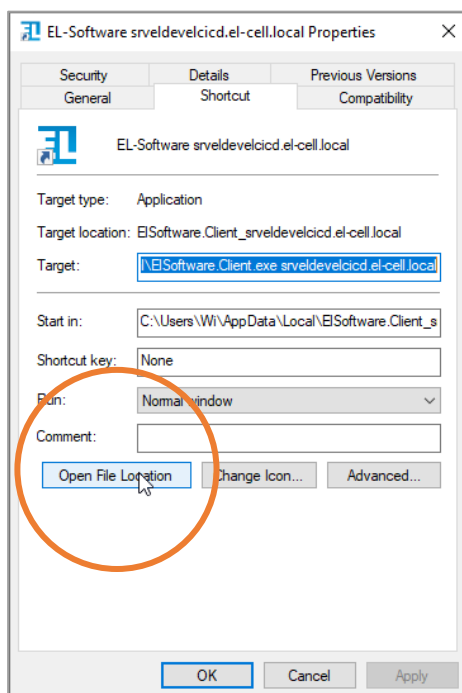 EL-Software srveldevelcicd.el-cell.local Properties
Security Details Previous Versions
General Shortcut Compatibility
EL-Software srveldevelcicd.el-cell.local
Target type: Application
Target location: ElSoftware.Client_srveldevelcicd.el-cell.local
Target: l\ElSoftware.Client.exe srveldevelcicd.el-cell.local
Start in: C:\Users\Wi\AppData\Local\ElSoftware.Client_s
Shortcut key: None
Run: Normal window
Comment:
Open File Location Change Icon... Advanced...
OK Cancel Apply